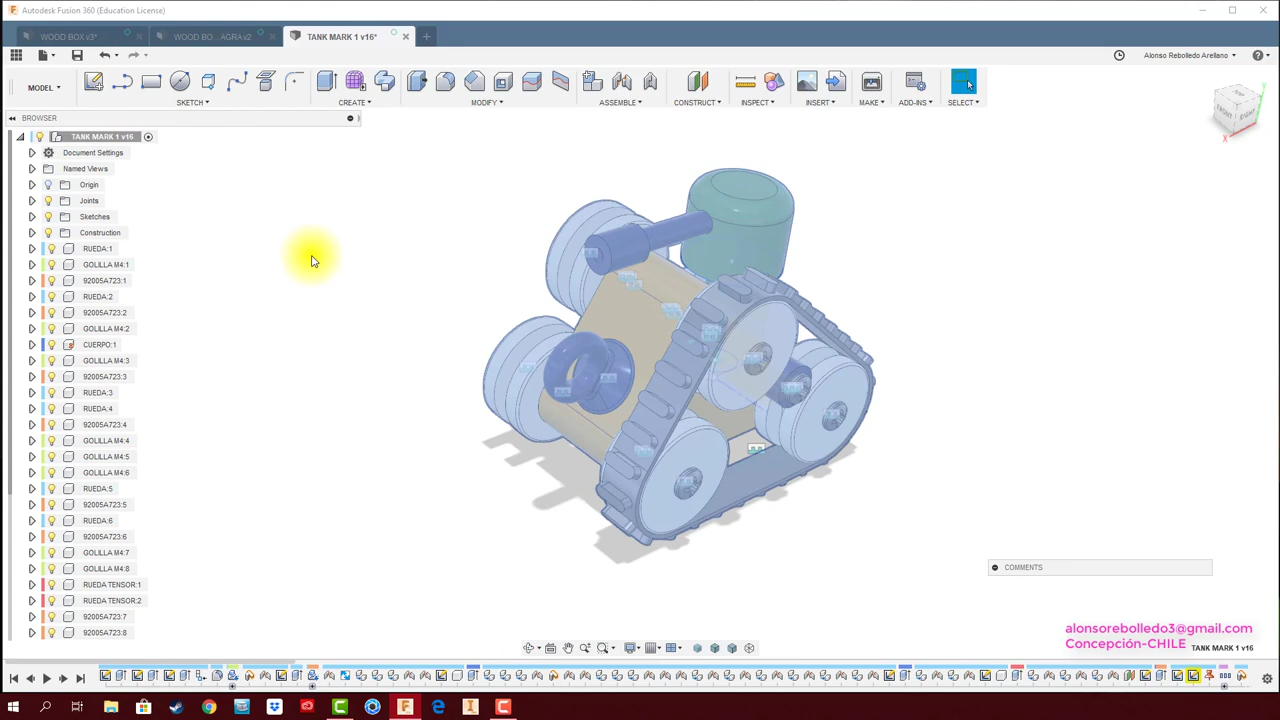 Autodesk Fusion 360 (Education License)
WOOD BOX v3*
WOOD BO...AGRA v2
TANK MARK 1 v16*
Alonso Rebolledo Arellano
MODEL
SKETCH
CREATE
MODIFY
ASSEMBLE
CONSTRUCT
INSPECT
INSERT
MAKE
ADD-INS
SELECT
TOP
FRONT
RIGHT
Z
X
BROWSER
TANK MARK 1 v16
Document Settings
Named Views
Origin
Joints
Sketches
Construction
RUEDA:1
GOLILLA M4:1
92005A723:1
RUEDA:2
92005A723:2
GOLILLA M4:2
CUERPO:1
GOLILLA M4:3
92005A723:3
RUEDA:3
RUEDA:4
92005A723:4
GOLILLA M4:4
GOLILLA M4:5
GOLILLA M4:6
RUEDA:5
92005A723:5
RUEDA:6
92005A723:6
GOLILLA M4:7
GOLILLA M4:8
RUEDA TENSOR:1
RUEDA TENSOR:2
92005A723:7
92005A723:8
COMMENTS
alonsorebolledo3@gmail.com
Concepción-CHILE
TANK MARK 1 v16